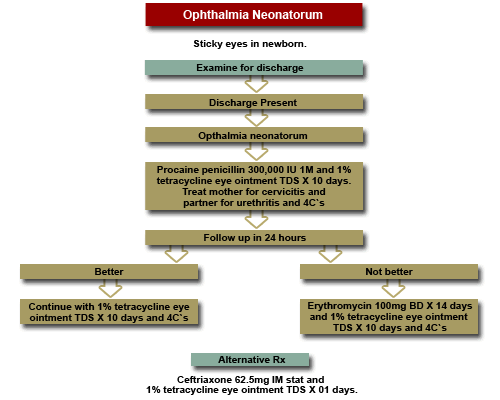 Ophthalmia Neonatorum
Sticky eyes in newborn.
Examine for discharge
Discharge Present
Opthalmia neonatorum
Procaine penicillin 300,000 IU 1M and 1%
tetracycline eye ointment TDS X 10 days.
Treat mother for cervicitis and
partner for urethritis and 4C`s
Follow up in 24 hours
Better
Not better
Continue with 1% tetracycline eye
ointment TDS X 10 days and 4C`s
Erythromycin 100mg BD X 14 days
and 1% tetracycline eye ointment
TDS X 10 days and 4C`s
Alternative Rx
Ceftriaxone 62.5mg IM stat and
1% tetracycline eye ointment TDS X 01 days.